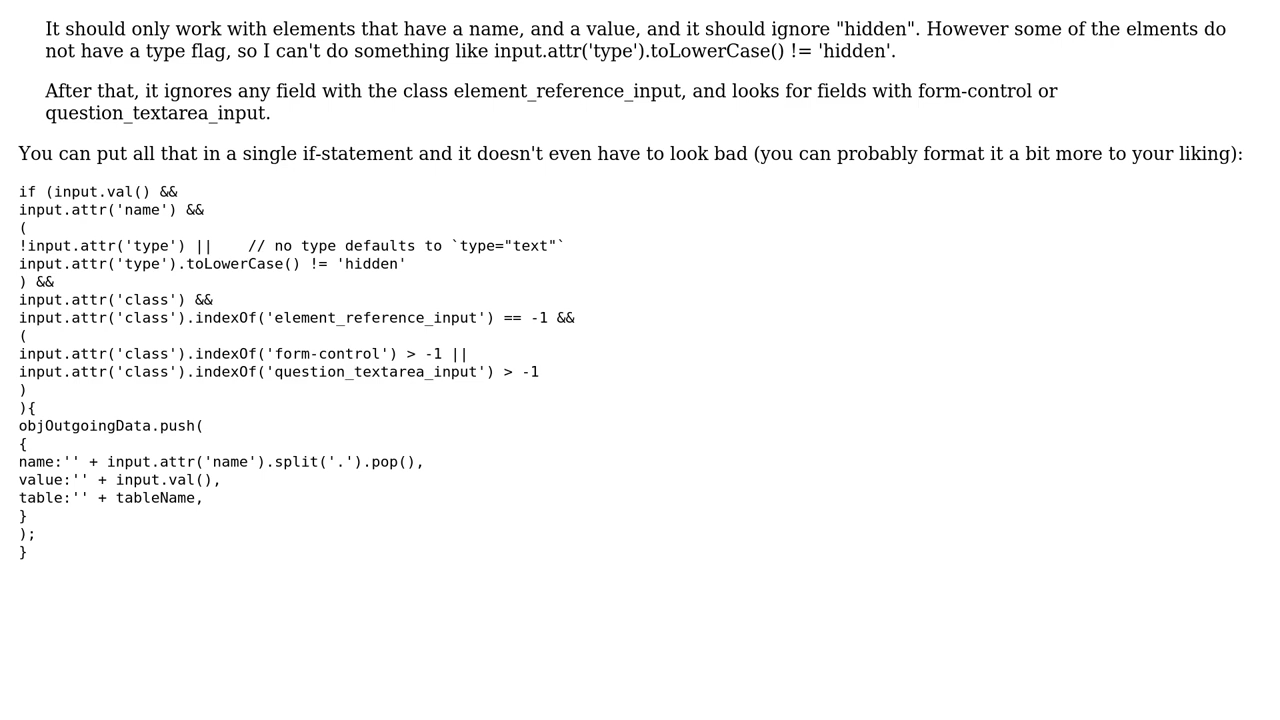 It should only work with elements that have a name, and a value, and it should ignore "hidden". However some of the elments do
not have a type flag, so I can't do something like input.attr('type').toLowerCase() != 'hidden'.
After that, it ignores any field with the class element_reference_input, and looks for fields with form-control or
question_textarea_input.
You can put all that in a single if-statement and it doesn't even have to look bad (you can probably format it a bit more to your liking):
if (input.val() &&
input.attr('name') &&
(
!input.attr('type') ||    // no type defaults to `type="text"`
input.attr('type').toLowerCase() != 'hidden'
) &&
input.attr('class') &&
input.attr('class').indexOf('element_reference_input') == -1 &&
(
input.attr('class').indexOf('form-control') > -1 ||
input.attr('class').indexOf('question_textarea_input') > -1
)
){
objOutgoingData.push(
{
name:'' + input.attr('name').split('.').pop(),
value:'' + input.val(),
table:'' + tableName,
}
);
}